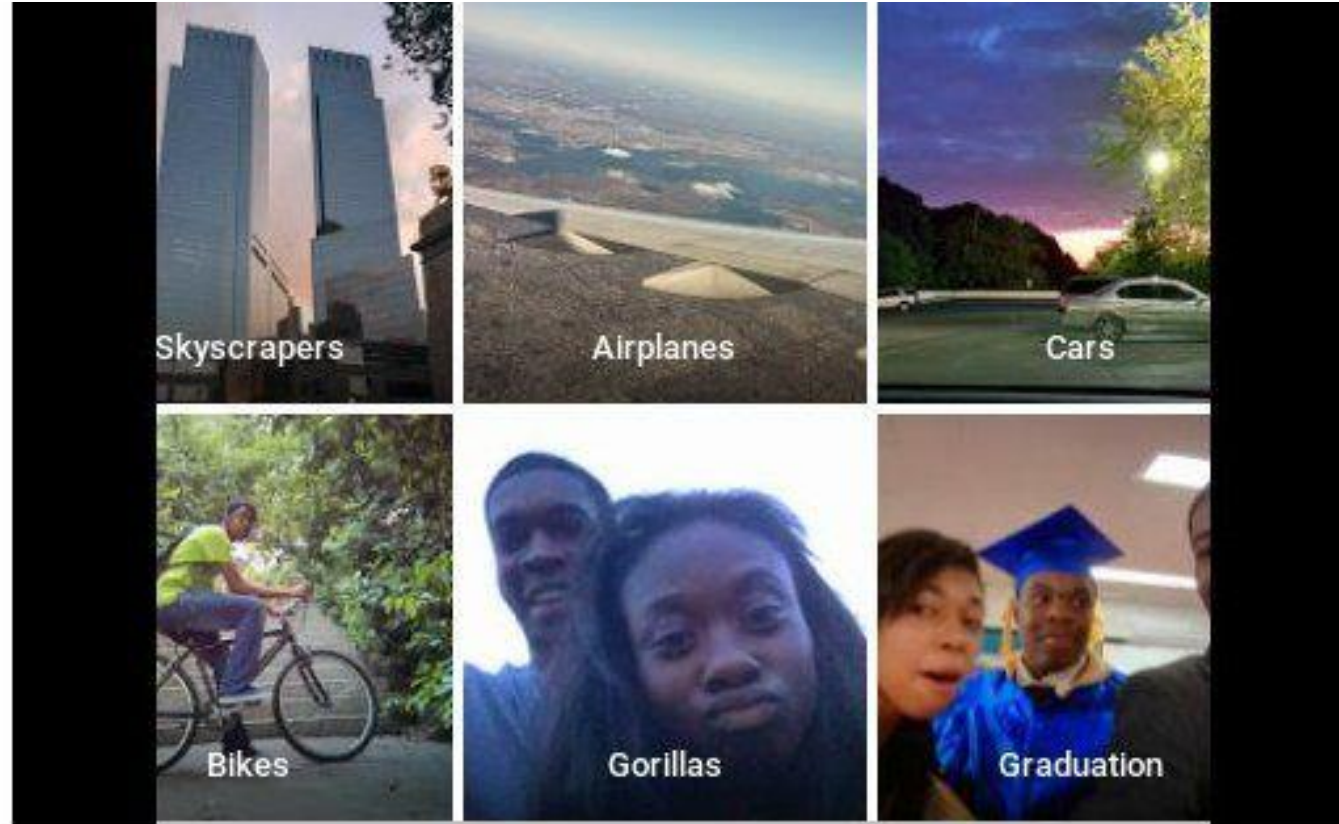 Skyscrapers
Airplanes
Cars
Bikes
Gorillas
Graduation